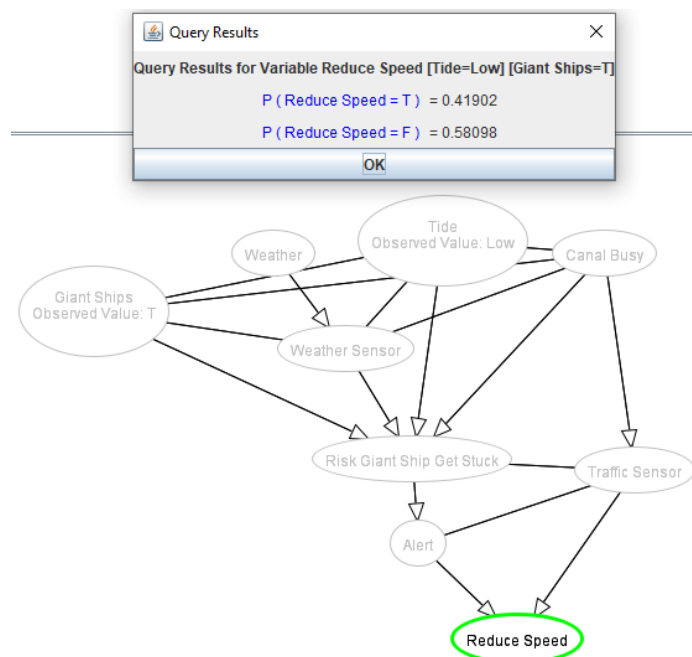 Query Results
Query Results for Variable Reduce Speed [Tide=Low] [Giant Ships=T]
P ( Reduce Speed = T ) = 0.41902
P ( Reduce Speed = F ) = 0.58098
OK
Tide
Observed Value: Low
Weather
Canal Busy
Giant Ships
Observed Value: T
Weather Sensor
Risk Giant Ship Get Stuck
Traffic Sensor
Alert
Reduce Speed